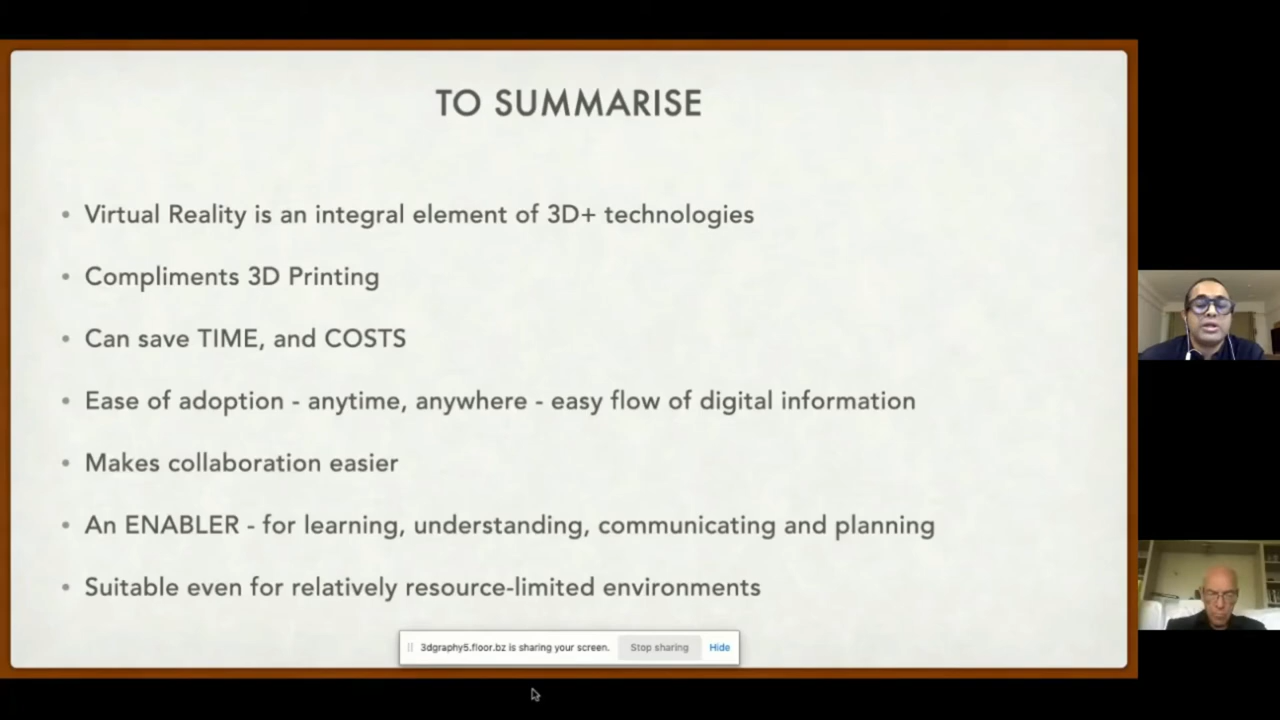 TO SUMMARISE
• Virtual Reality is an integral element of 3D+ technologies
• Compliments 3D Printing
• Can save TIME, and COSTS
• Ease of adoption - anytime, anywhere - easy flow of digital information
• Makes collaboration easier
• An ENABLER - for learning, understanding, communicating and planning
• Suitable even for relatively resource-limited environments
3dgraphy5.floor.bz is sharing your screen. Stop sharing Hide